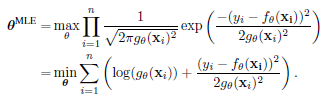 θ^MLE = max_θ ∏_{i=1}^{n} 1/√(2πg_θ(x_i)²) exp( −(y_i − f_θ(x_i))² / 2g_θ(x_i)² )
= min_θ ∑_{i=1}^{n} ( log(g_θ(x_i)) + (y_i − f_θ(x_i))² / 2g_θ(x_i)² ) .